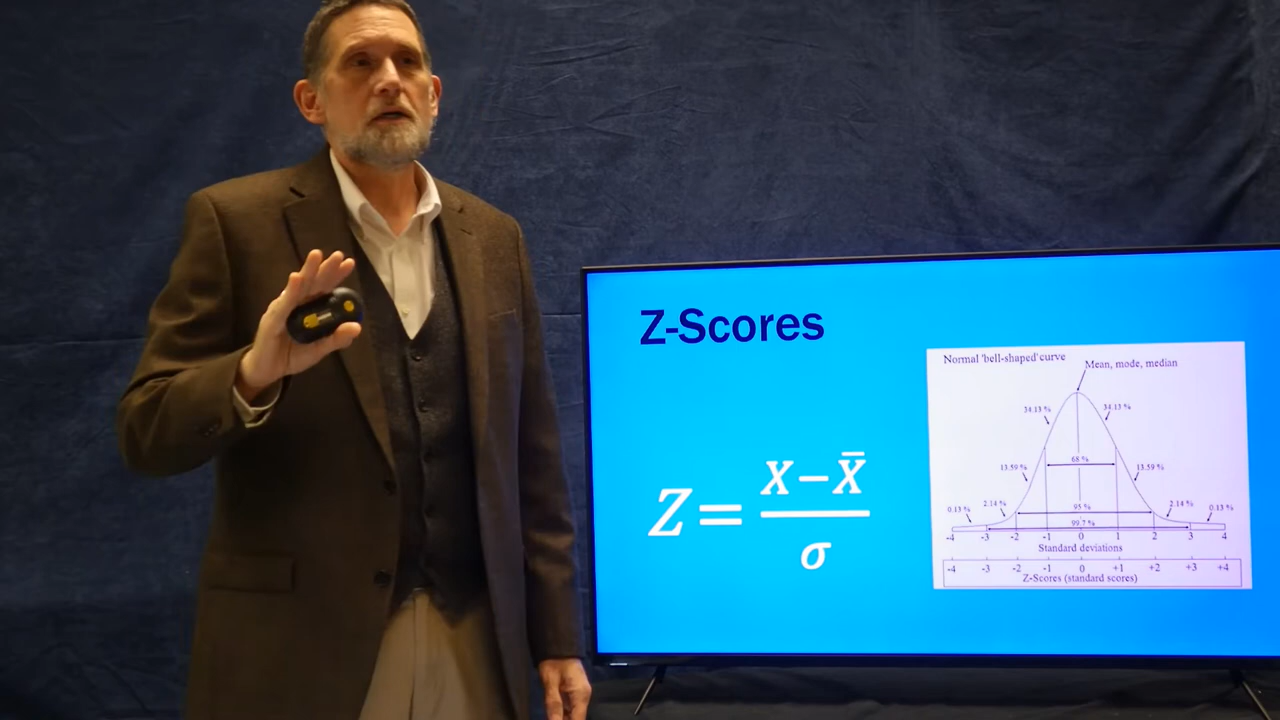 Z-Scores
Z = X − X̄ / σ
Normal 'bell-shaped' curve
Mean, mode, median
34.13 % 34.13 %
68 %
13.59 % 13.59 %
0.13 % 2.14 % 95 % 2.14 % 0.13 %
99.7 %
-4 -3 -2 -1 0 1 2 3 4
Standard deviations
-4 -3 -2 -1 0 +1 +2 +3 +4
Z-Scores (standard scores)